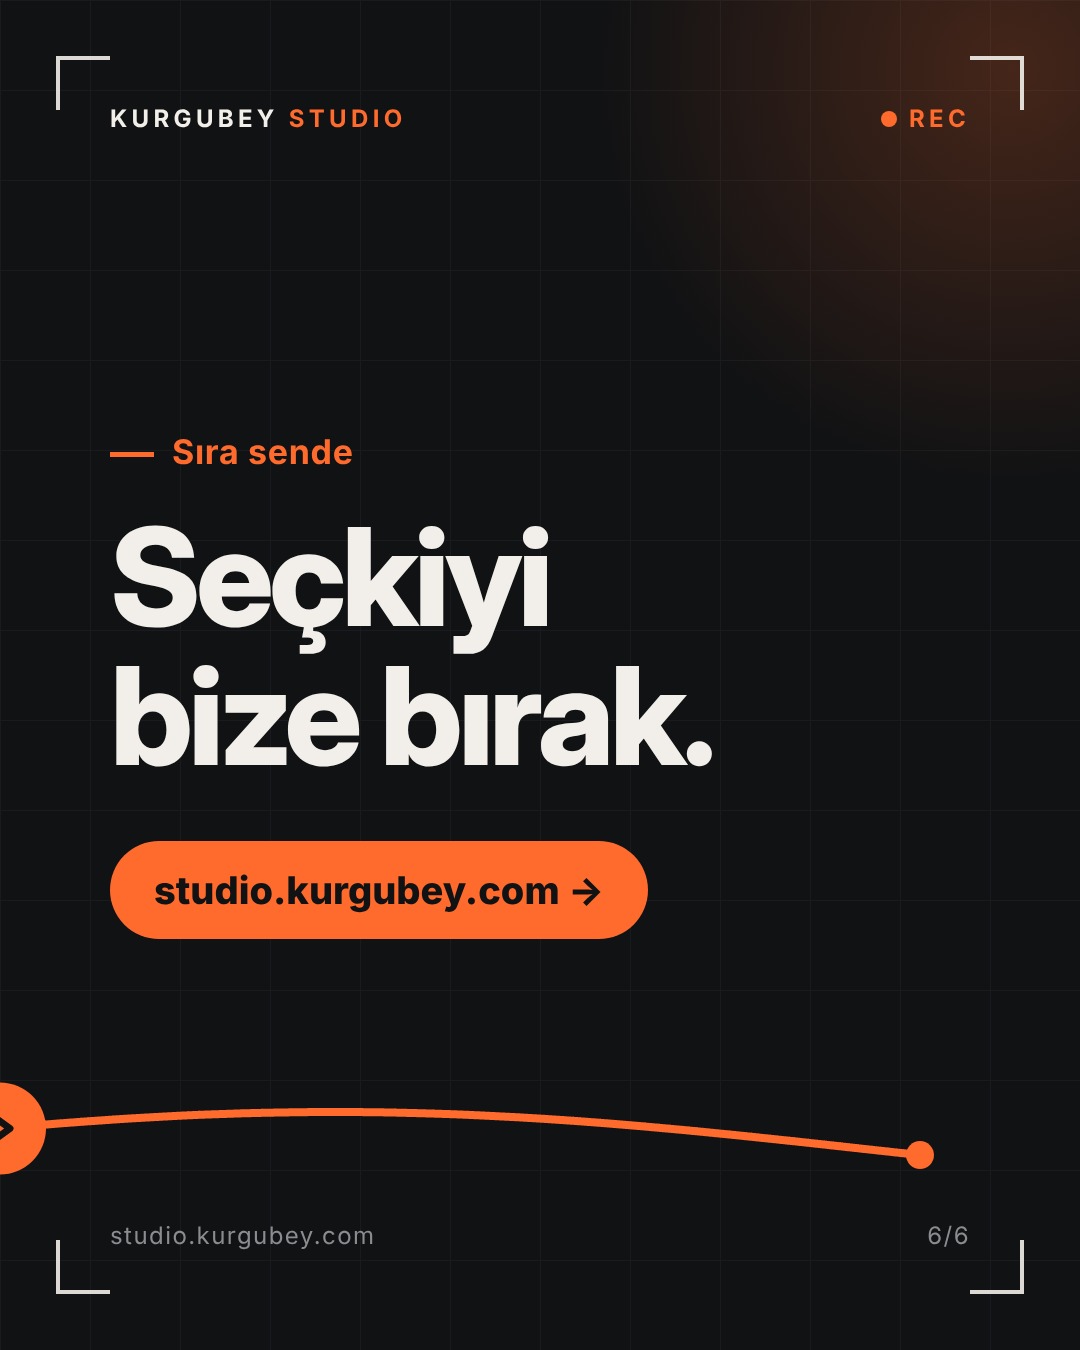 KURGUBEY STUDIO
REC
Sıra sende
Seçkiyi
bize bırak.
studio.kurgubey.com →
studio.kurgubey.com
6/6